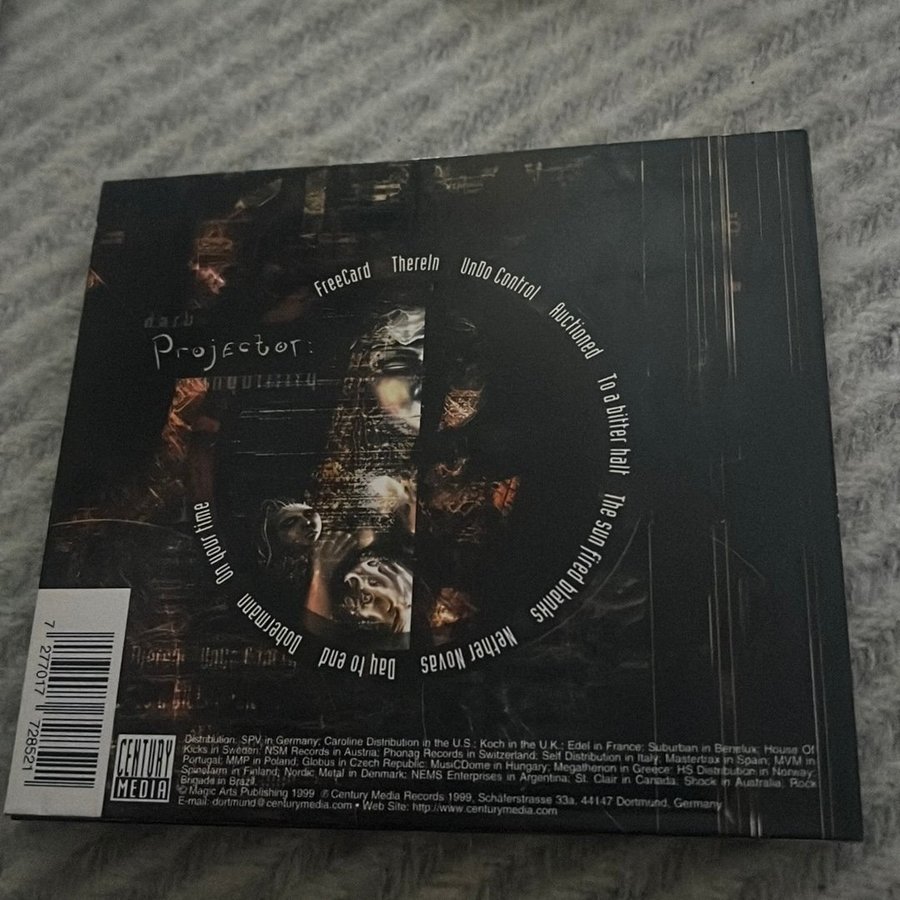 FreeCard
ThereIn
UnDo Control
Auctioned
To a bitter halt
The sun fired blanks
Nether Novas
Day to end
Dobermann
On your time
dark
Projector:
7 277017 728521
CENTURY
MEDIA
Distribution: SPV in Germany; Caroline Distribution in the U.S.; Koch in the U.K.; Edel in France; Suburban in Benelux; House Of
Kicks in Sweden; NSM Records in Austria; Phonag Records in Switzerland; Self Distribution in Italy; Mastertrax in Spain; MVM in
Portugal; MMP in Poland; Globus in Czech Republic; MusiCDome in Hungary; Megatherion in Greece; HS Distribution in Norway;
Spinefarm in Finland; Nordic Metal in Denmark; NEMS Enterprises in Argentina; St. Clair in Canada; Shock in Australia; Rock
Brigade in Brazil
©Magic Arts Publishing 1999 ℗ Century Media Records 1999, Schäferstrasse 33a, 44147 Dortmund, Germany
E-mail: dortmund@centurymedia.com • Web Site: http://www.centurymedia.com